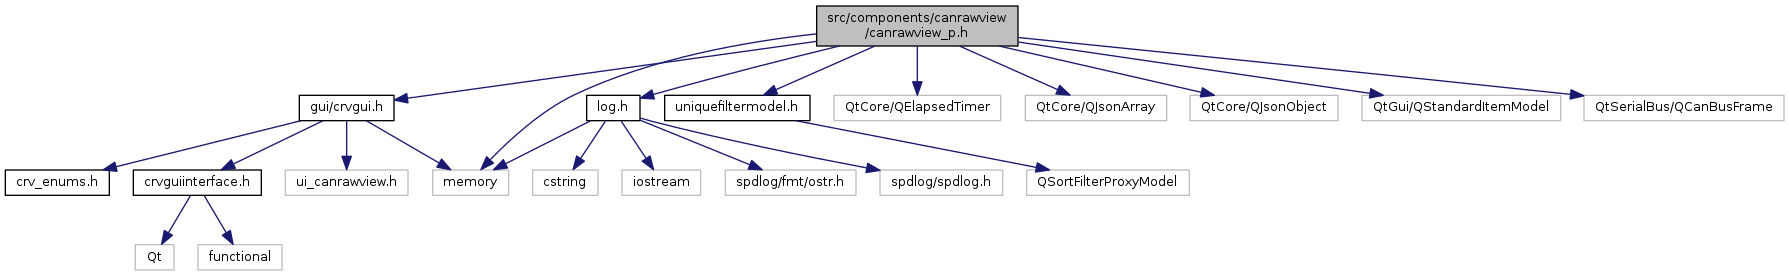 src/components/canrawview
/canrawview_p.h
gui/crvgui.h
log.h
uniquefiltermodel.h
QtCore/QElapsedTimer
QtCore/QJsonArray
QtCore/QJsonObject
QtGui/QStandardItemModel
QtSerialBus/QCanBusFrame
crv_enums.h
crvguiinterface.h
ui_canrawview.h
memory
cstring
iostream
spdlog/fmt/ostr.h
spdlog/spdlog.h
QSortFilterProxyModel
Qt
functional